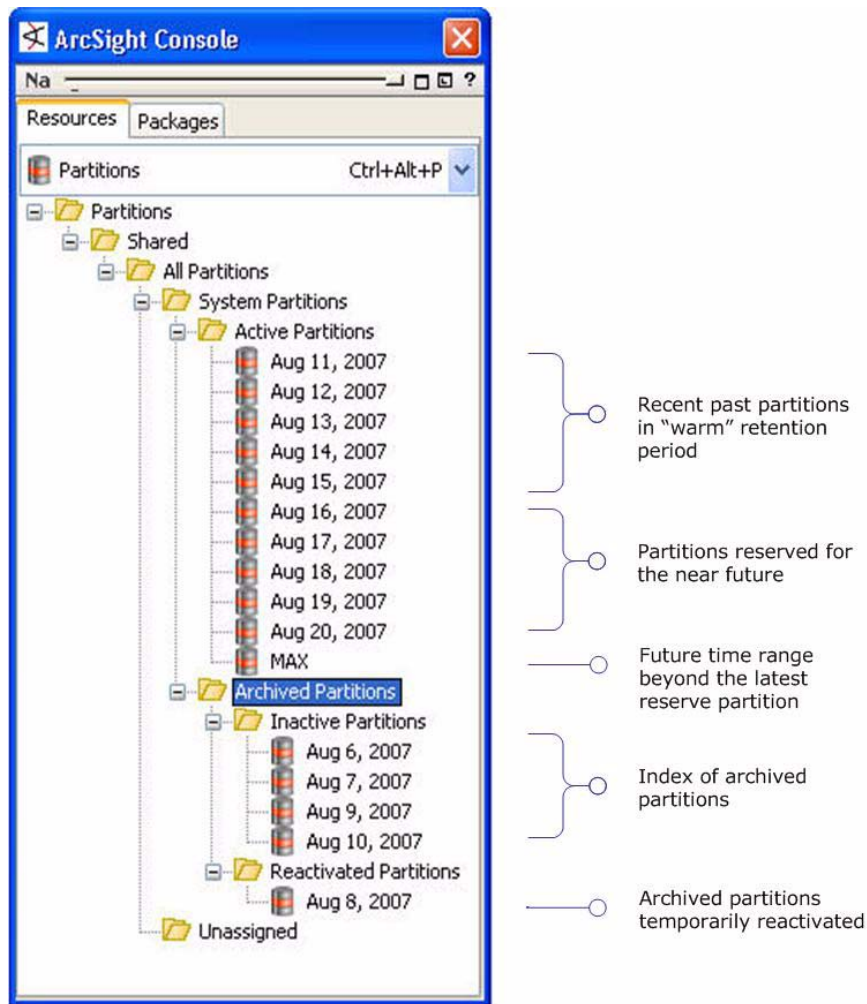 ArcSight Console
Na
?
Resources
Packages
Partitions
Ctrl+Alt+P
Partitions
Shared
All Partitions
System Partitions
Active Partitions
Aug 11, 2007
Aug 12, 2007
Aug 13, 2007
Aug 14, 2007
Aug 15, 2007
Aug 16, 2007
Aug 17, 2007
Aug 18, 2007
Aug 19, 2007
Aug 20, 2007
MAX
Archived Partitions
Inactive Partitions
Aug 6, 2007
Aug 7, 2007
Aug 9, 2007
Aug 10, 2007
Reactivated Partitions
Aug 8, 2007
Unassigned
Recent past partitions
in “warm” retention
period
Partitions reserved for
the near future
Future time range
beyond the latest
reserve partition
Index of archived
partitions
Archived partitions
temporarily reactivated